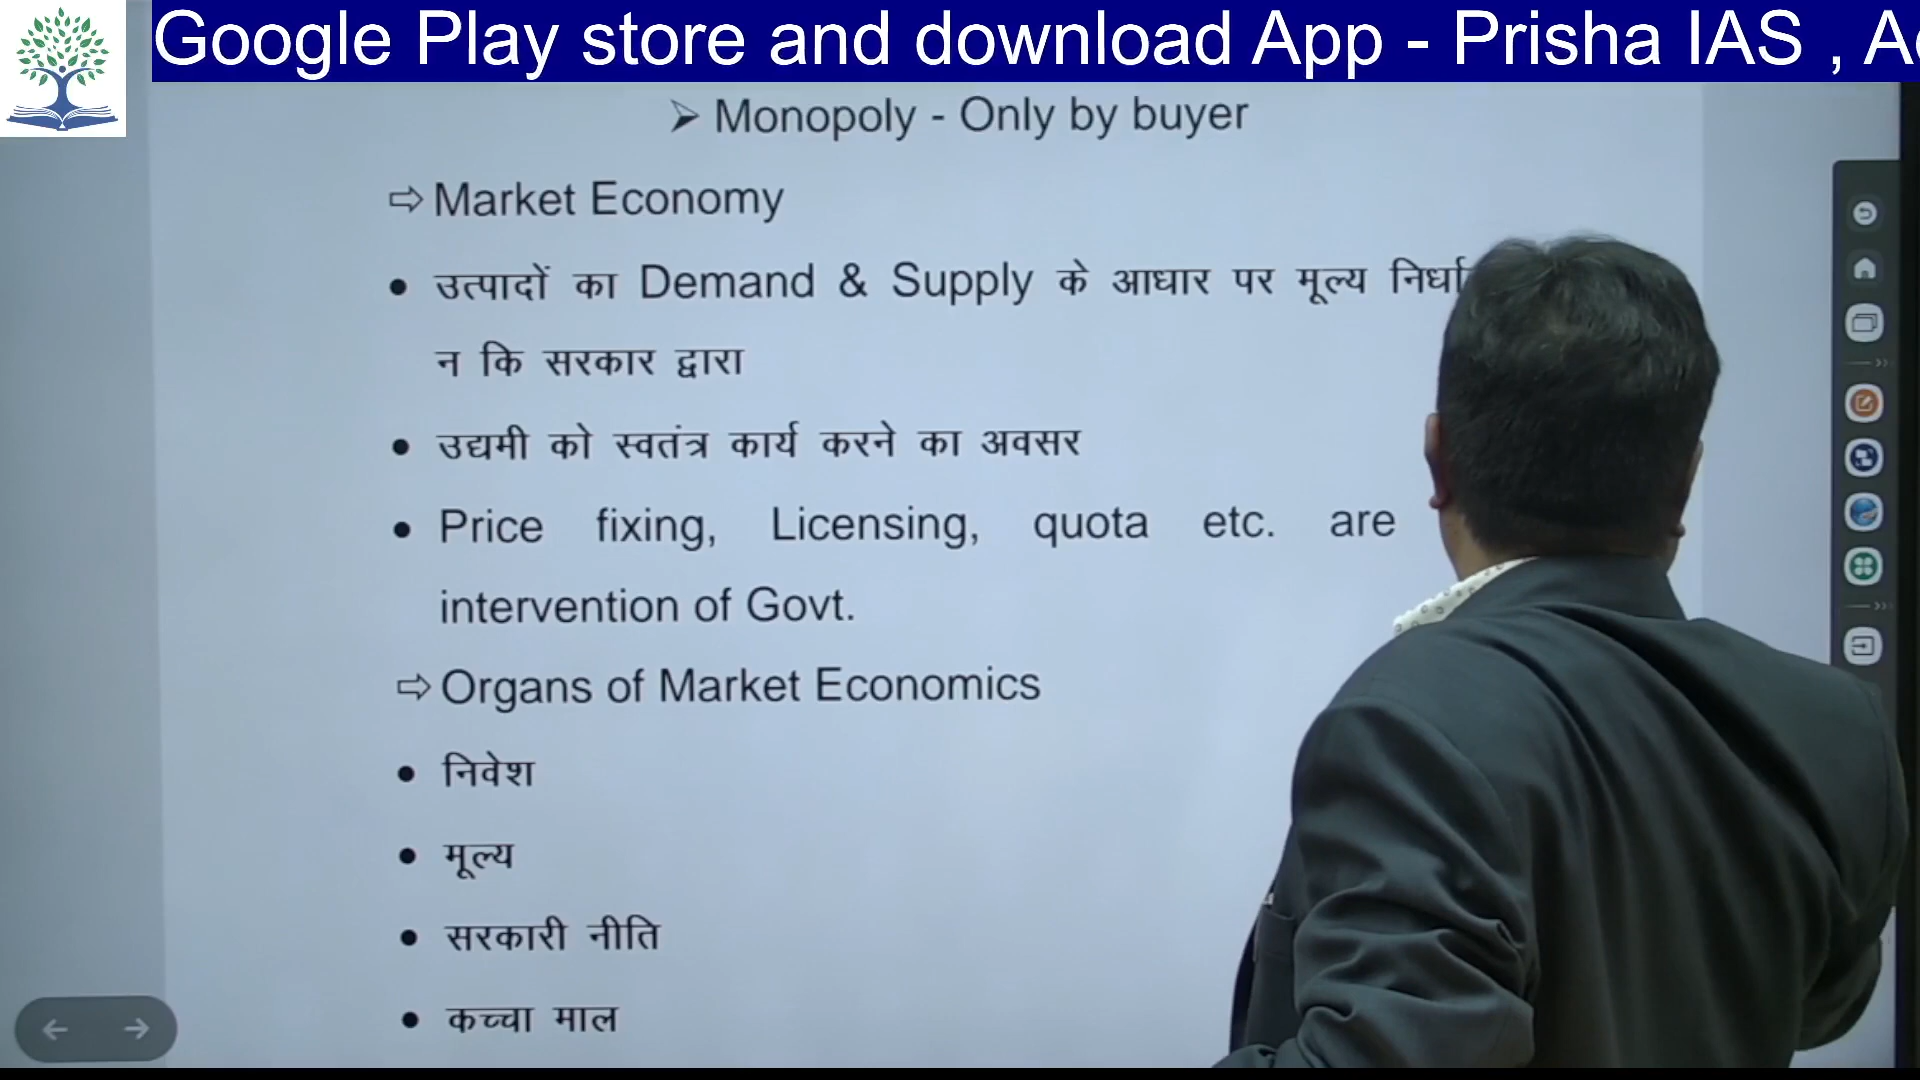 Google Play store and download App - Prisha IAS ,
➢ Monopoly - Only by buyer
⇨ Market Economy
• उत्पादों का Demand & Supply के आधार पर मूल्य
न कि सरकार द्वारा
• उद्यमी को स्वतंत्र कार्य करने का अवसर
• Price fixing, Licensing, quota etc. are
intervention of Govt.
⇨ Organs of Market Economics
• निवेश
• मूल्य
• सरकारी नीति
• कच्चा माल